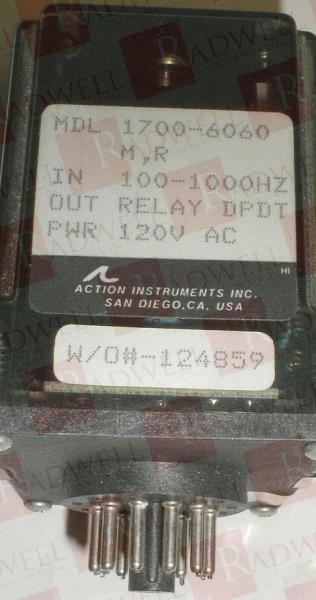 MDL 1700-6060
M,R
IN 100-1000HZ
OUT RELAY DPDT
PWR 120V AC
HI
ACTION INSTRUMENTS INC.
SAN DIEGO,CA. USA
W/O#-124859
RADWELL